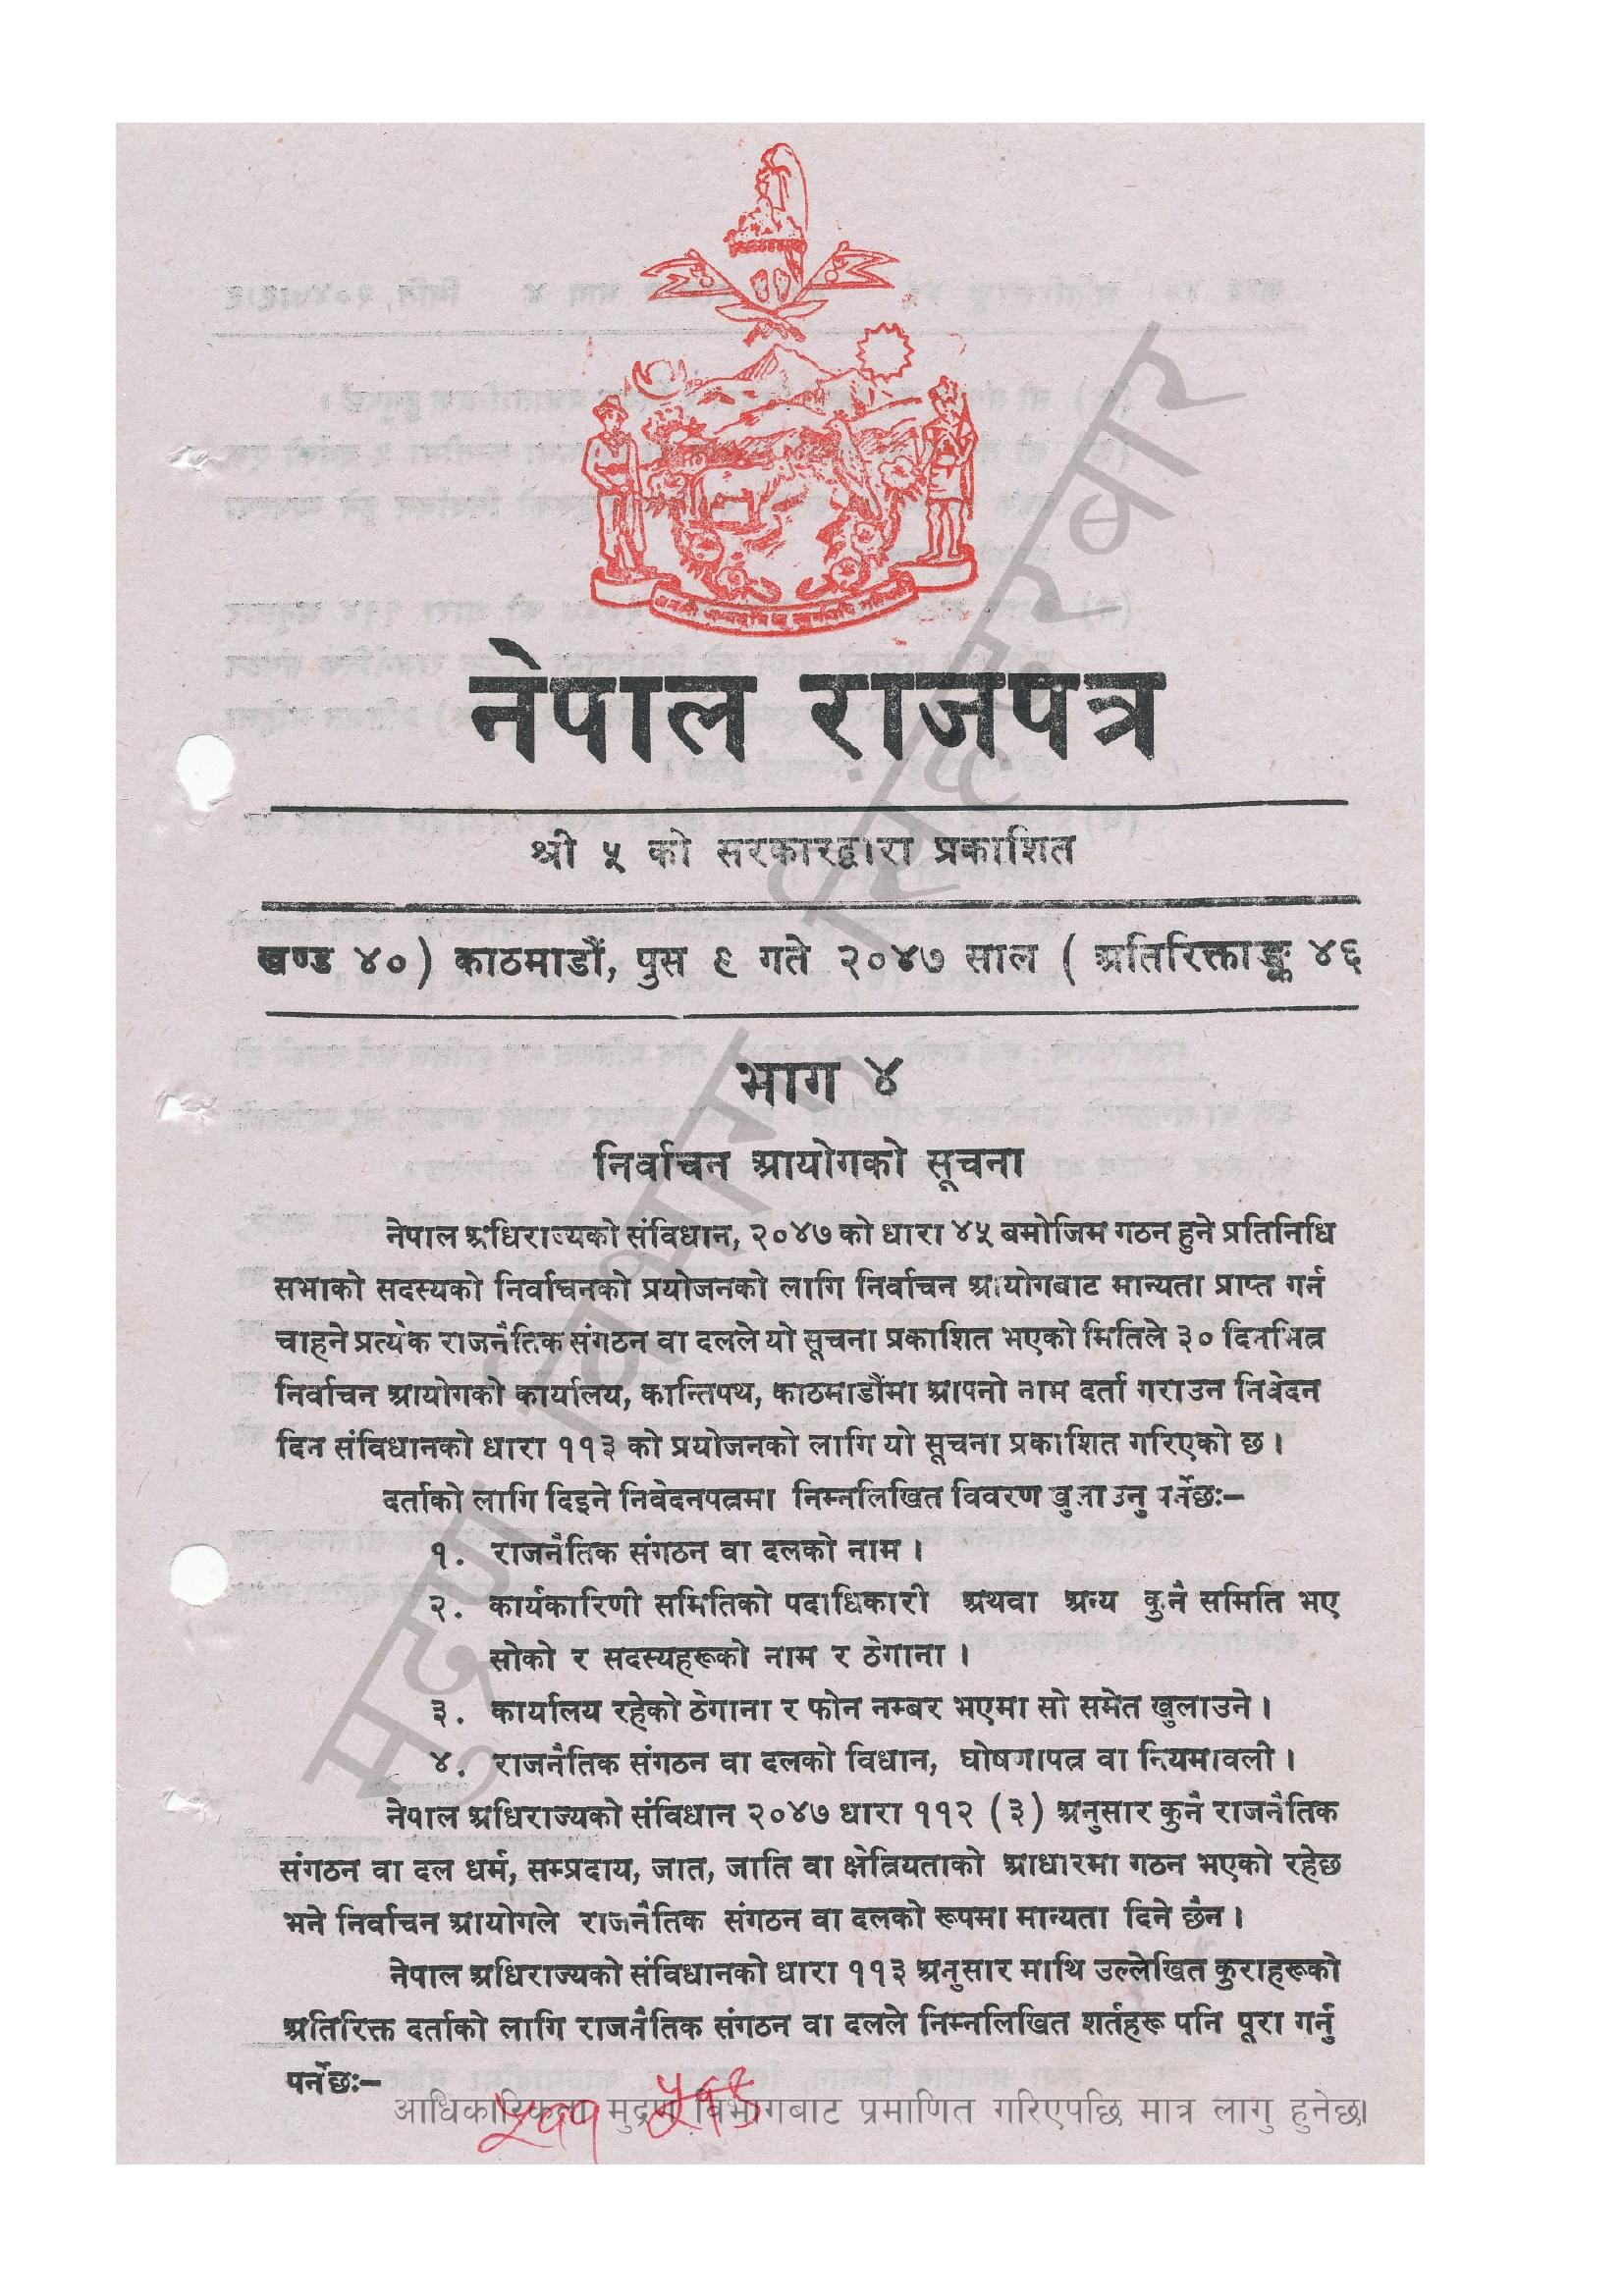 नेपाल राजपत्र
श्री ५ को सरकारद्वारा प्रकाशित
खण्ड ४०) काठमाडौं, पुस ९ गते २०४७ साल ( अतिरिक्ताङ्क ४६
भाग ४
निर्वाचन आयोगको सूचना
नेपाल अधिराज्यको संविधान, २०४७ को धारा ४५ बमोजिम गठन हुने प्रतिनिधि
सभाको सदस्यको निर्वाचनको प्रयोजनको लागि निर्वाचन आयोगबाट मान्यता प्राप्त गर्न
चाहने प्रत्येक राजनैतिक संगठन वा दलले यो सूचना प्रकाशित भएको मितिले ३० दिनभित्र
निर्वाचन आयोगको कार्यालय, कान्तिपथ, काठमाडौंमा आफ्नो नाम दर्ता गराउन निवेदन
दिन संविधानको धारा ११३ को प्रयोजनको लागि यो सूचना प्रकाशित गरिएको छ ।
दर्ताको लागि दिइने निवेदनपत्रमा निम्नलिखित विवरण खुलाउनु पर्नेछः–
१. राजनैतिक संगठन वा दलको नाम ।
२. कार्यकारिणी समितिको पदाधिकारी अथवा अन्य कुनै समिति भए
सोको र सदस्यहरूको नाम र ठेगाना ।
३. कार्यालय रहेको ठेगाना र फोन नम्बर भएमा सो समेत खुलाउने ।
४. राजनैतिक संगठन वा दलको विधान, घोषणापत्र वा नियमावली ।
नेपाल अधिराज्यको संविधान २०४७ धारा ११२ (३) अनुसार कुनै राजनैतिक
संगठन वा दल धर्म, सम्प्रदाय, जात, जाति वा क्षेत्रियताको आधारमा गठन भएको रहेछ
भने निर्वाचन आयोगले राजनैतिक संगठन वा दलको रूपमा मान्यता दिने छैन ।
नेपाल अधिराज्यको संविधानको धारा ११३ अनुसार माथि उल्लेखित कुराहरूको
अतिरिक्त दर्ताको लागि राजनैतिक संगठन वा दलले निम्नलिखित शर्तहरू पनि पूरा गर्नु
पर्नेछः–
आधिकारिकता मुद्रण विभागबाट प्रमाणित गरिएपछि मात्र लागु हुनेछ।
मुद्रण विभाग, सिंहदरवार